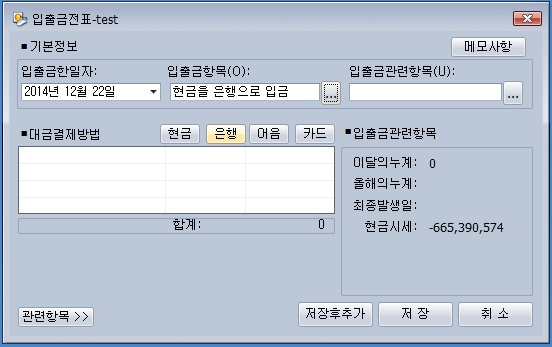 입출금전표-test
■ 기본정보
메모사항
입출금한일자:
입출금항목(O):
입출금관련항목(U):
2014년 12월 22일
현금을 은행으로 입금
...
...
■대금결제방법
현금
은행
어음
카드
합계:
0
■입출금관련항목
이달의누계: 0
올해의누계:
최종발생일:
현금시세: -665,390,574
관련항목 >>
저장후추가
저 장
취 소